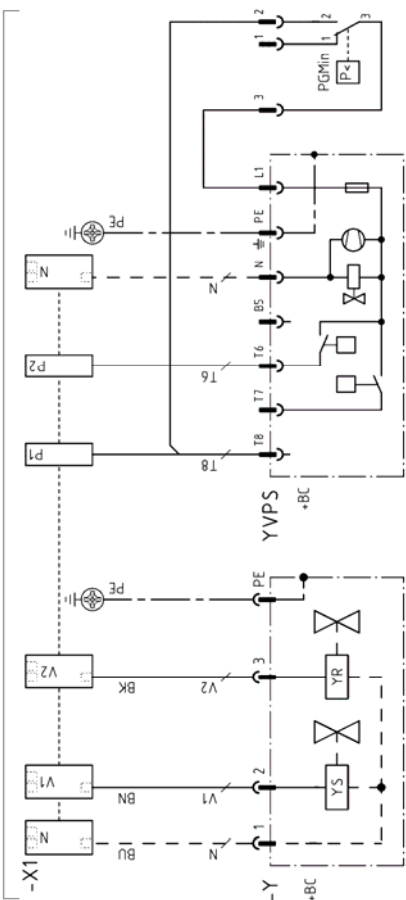 2
1
2
1
3
PGMin
P<
3
L1
PE
PE
N
N
N
B5
P2
T6
T6
T7
P1
T8
T8
YVPS
+BC
PE
PE
V2
BK
V2
3
YR
V1
BN
V1
2
YS
N
BU
N
1
-X1
-Y
+BC